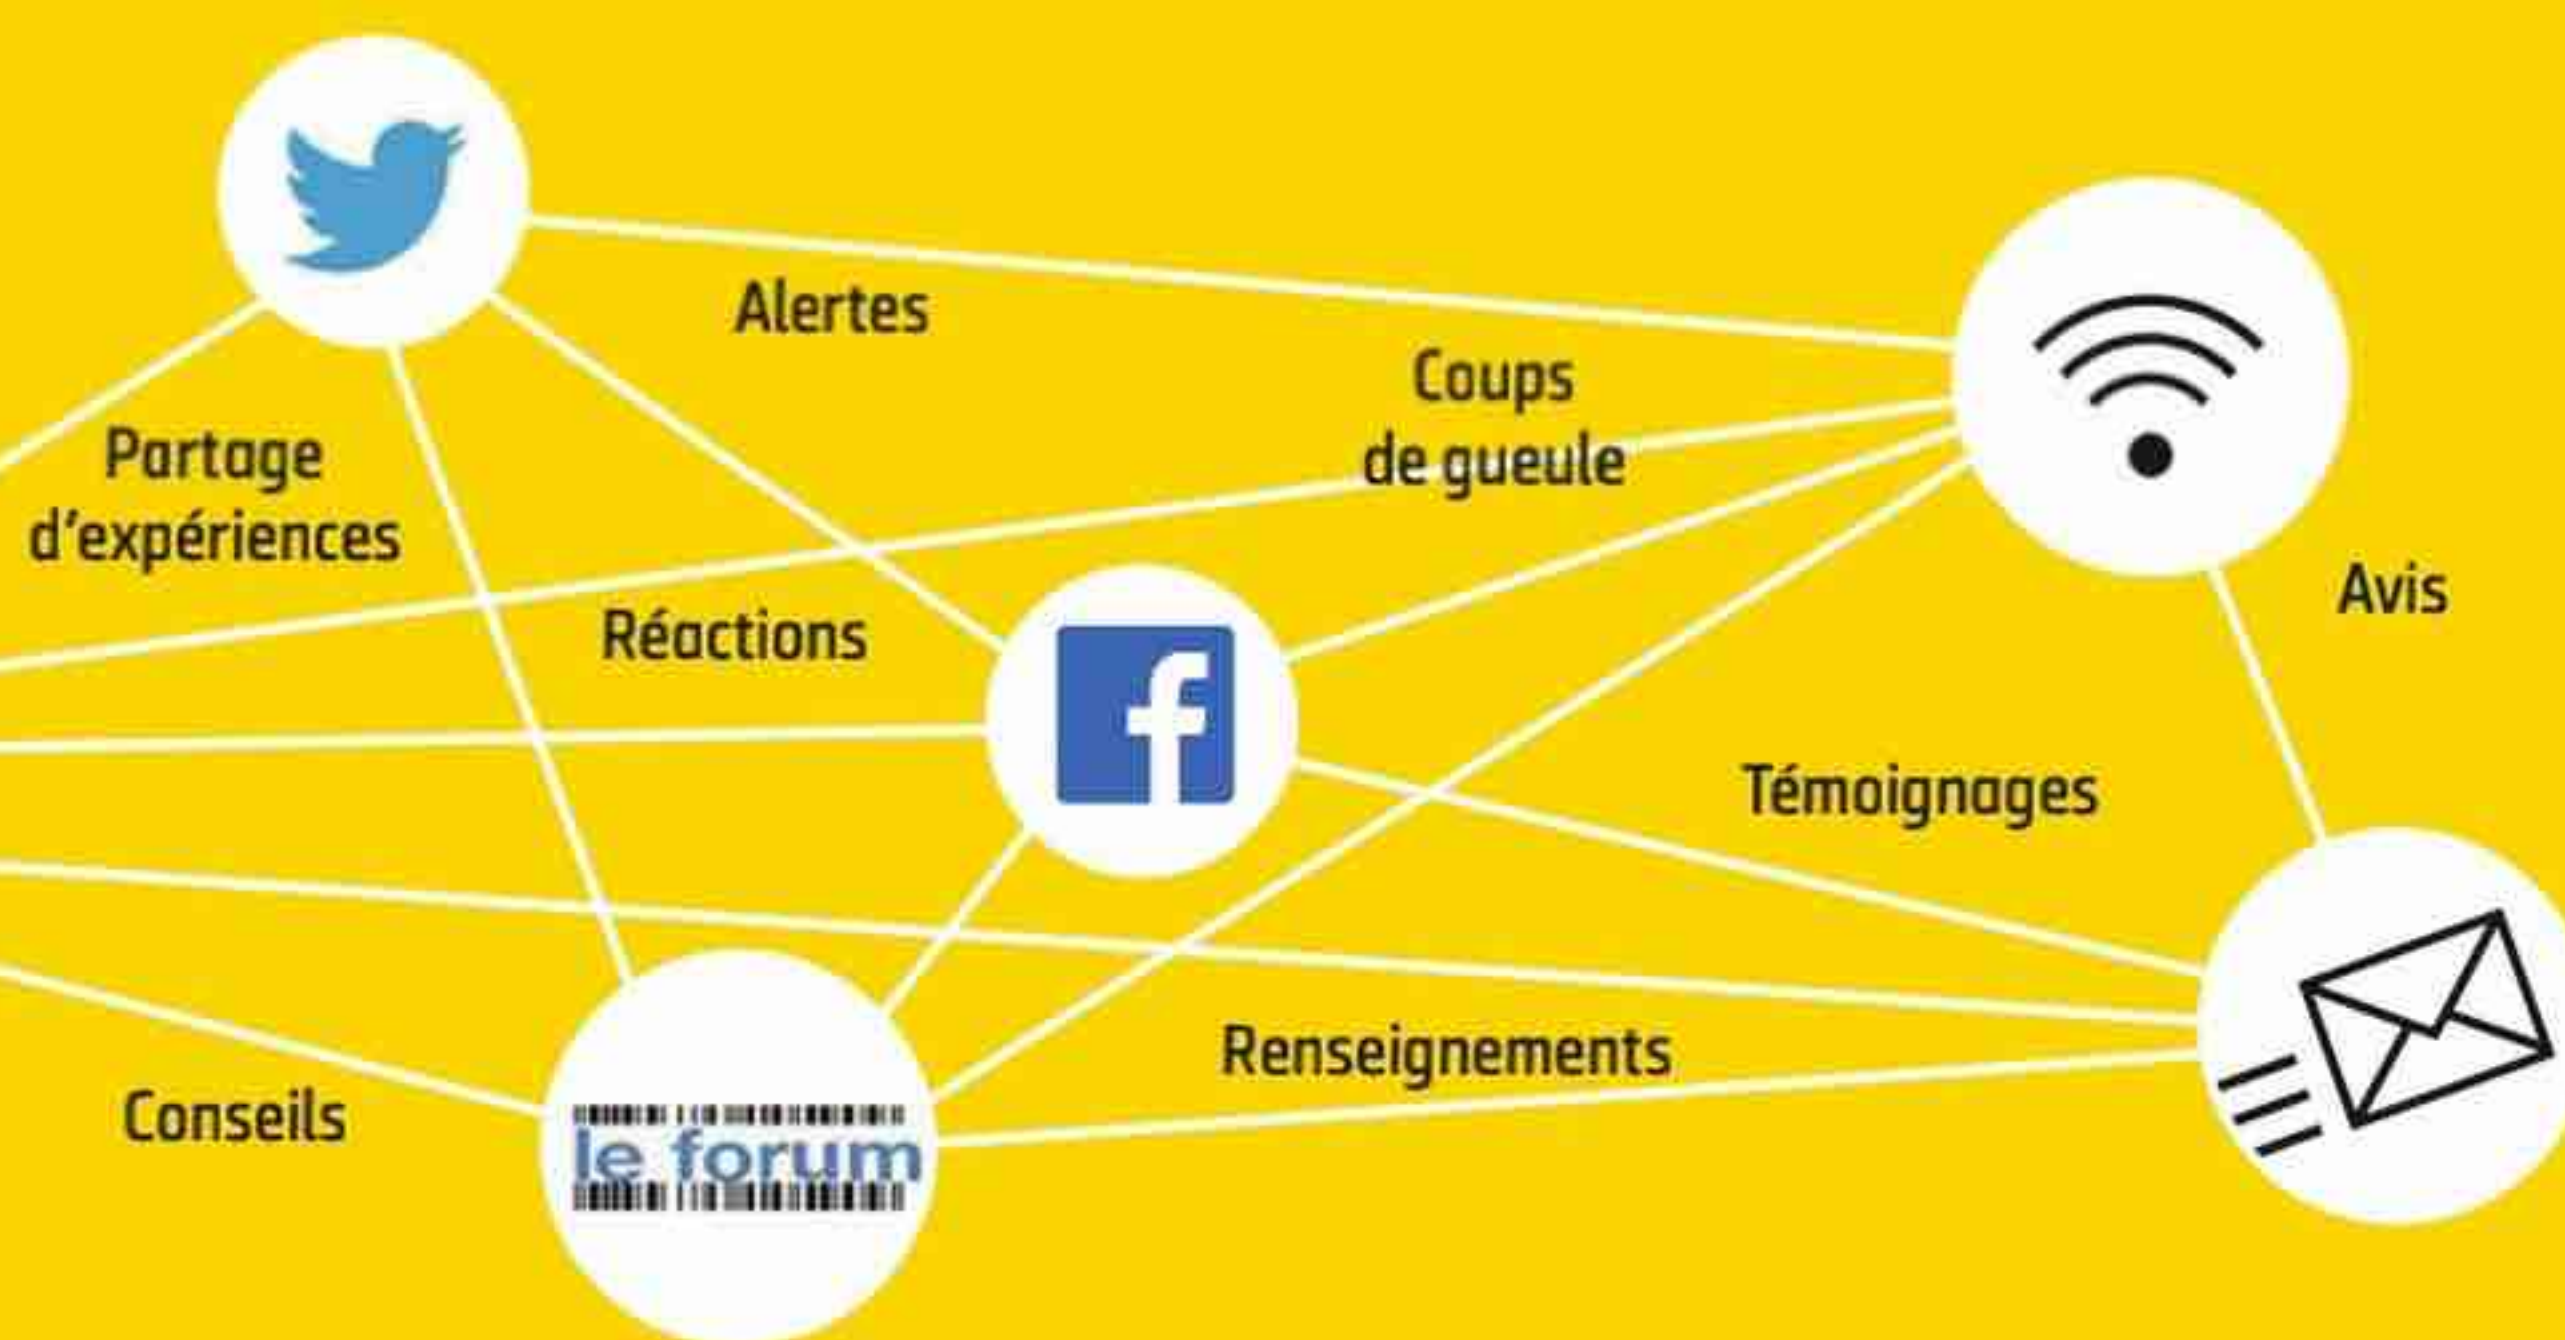 Alertes
Coups
de gueule
Partage
d'expériences
Réactions
Avis
Témoignages
Renseignements
Conseils
le forum